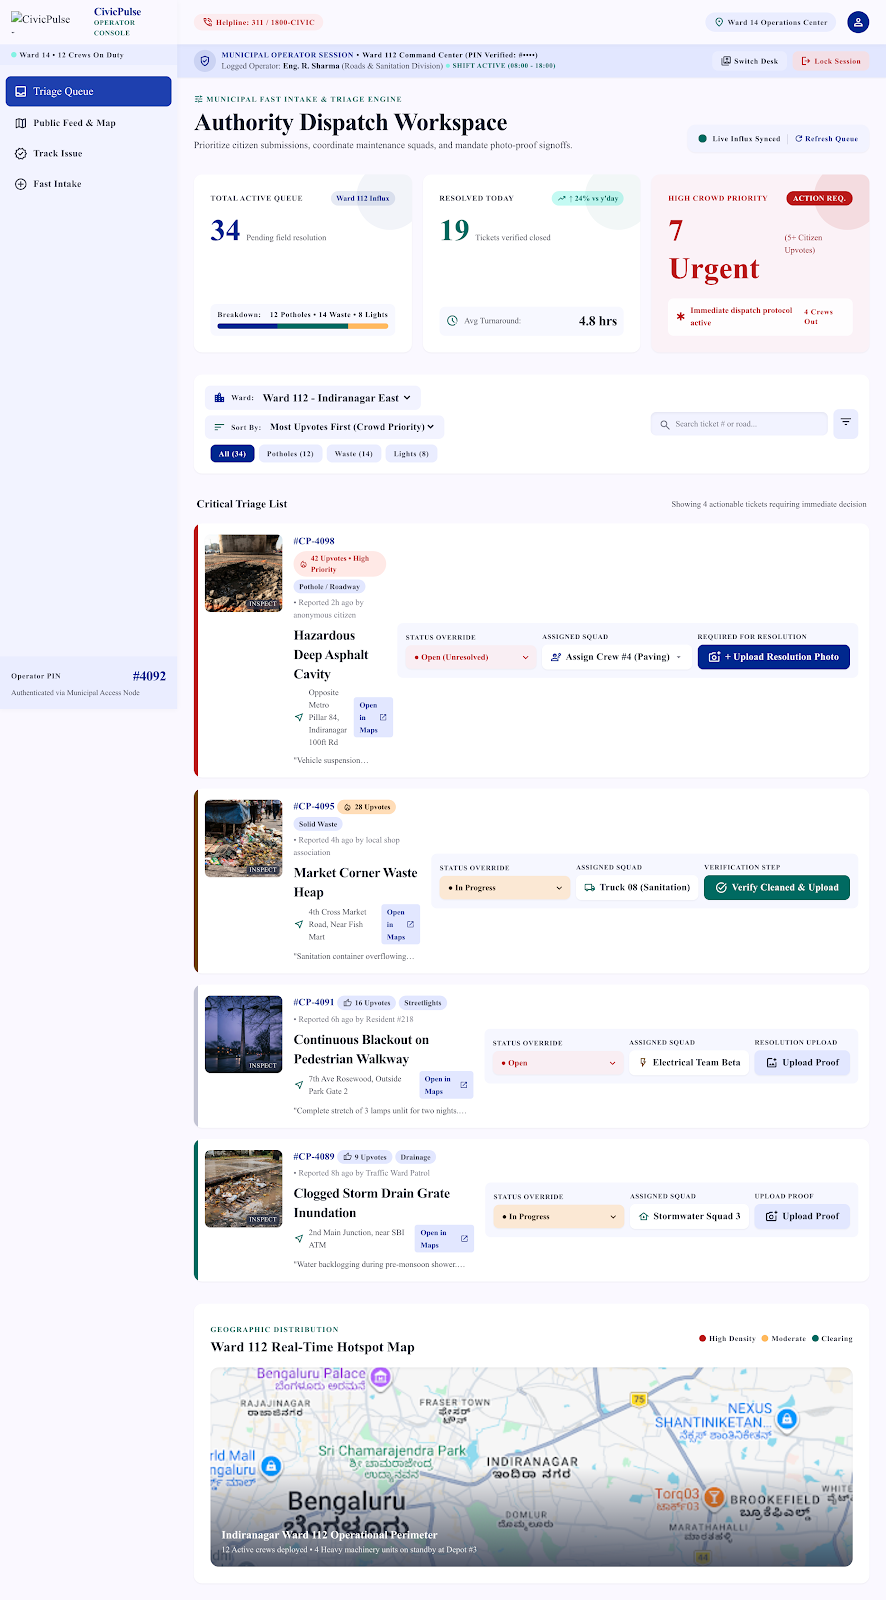 CivicPulse
-
CivicPulse
OPERATOR
CONSOLE
Ward 14 • 12 Crews On Duty
Triage Queue
Public Feed & Map
Track Issue
Fast Intake
Operator PIN
#4092
Authenticated via Municipal Access Node
Helpline: 311 / 1800-CIVIC
Ward 14 Operations Center
MUNICIPAL OPERATOR SESSION • Ward 112 Command Center (PIN Verified: #••••)
Logged Operator: Eng. R. Sharma (Roads & Sanitation Division) SHIFT ACTIVE (08:00 - 18:00)
Switch Desk
Lock Session
MUNICIPAL FAST INTAKE & TRIAGE ENGINE
Authority Dispatch Workspace
Prioritize citizen submissions, coordinate maintenance squads, and mandate photo-proof signoffs.
Live Influx Synced
Refresh Queue
TOTAL ACTIVE QUEUE
Ward 112 Influx
34 Pending field resolution
Breakdown: 12 Potholes • 14 Waste • 8 Lights
RESOLVED TODAY
↑ 24% vs y'day
19 Tickets verified closed
Avg Turnaround: 4.8 hrs
HIGH CROWD PRIORITY
ACTION REQ.
7
Urgent
(5+ Citizen
Upvotes)
Immediate dispatch protocol
active
4 Crews
Out
Ward: Ward 112 - Indiranagar East
Sort By: Most Upvotes First (Crowd Priority)
All (34)
Potholes (12)
Waste (14)
Lights (8)
Search ticket # or road...
Critical Triage List
Showing 4 actionable tickets requiring immediate decision
INSPECT
#CP-4098
42 Upvotes • High
Priority
Pothole / Roadway
• Reported 2h ago by
anonymous citizen
Hazardous
Deep Asphalt
Cavity
Opposite
Metro
Pillar 84,
Indiranagar
100ft Rd
Open
in
Maps
"Vehicle suspension…
STATUS OVERRIDE
● Open (Unresolved)
ASSIGNED SQUAD
Assign Crew #4 (Paving)
REQUIRED FOR RESOLUTION
+ Upload Resolution Photo
INSPECT
#CP-4095
28 Upvotes
Solid Waste
• Reported 4h ago by local shop
association
Market Corner Waste
Heap
4th Cross Market
Road, Near Fish
Mart
Open
in
Maps
"Sanitation container overflowing…
STATUS OVERRIDE
● In Progress
ASSIGNED SQUAD
Truck 08 (Sanitation)
VERIFICATION STEP
Verify Cleaned & Upload
INSPECT
#CP-4091
16 Upvotes
Streetlights
• Reported 6h ago by Resident #218
Continuous Blackout on
Pedestrian Walkway
7th Ave Rosewood, Outside
Park Gate 2
Open in
Maps
"Complete stretch of 3 lamps unlit for two nights.…
STATUS OVERRIDE
● Open
ASSIGNED SQUAD
Electrical Team Beta
RESOLUTION UPLOAD
Upload Proof
INSPECT
#CP-4089
9 Upvotes
Drainage
• Reported 8h ago by Traffic Ward Patrol
Clogged Storm Drain Grate
Inundation
2nd Main Junction, near SBI
ATM
Open in
Maps
"Water backlogging during pre-monsoon shower.…
STATUS OVERRIDE
● In Progress
ASSIGNED SQUAD
Stormwater Squad 3
UPLOAD PROOF
Upload Proof
GEOGRAPHIC DISTRIBUTION
Ward 112 Real-Time Hotspot Map
High Density
Moderate
Clearing
Bengaluru Palace
ಬೆಂಗಳೂರು ಅರಮನೆ
RAJAJINAGAR
ರಾಜಾಜಿನಗರ
FRASER TOWN
ಫ್ರೇಸರ್
ಟೌನ್
75
NEXUS
SHANTINIKETAN...
ನೆಕ್ಸಸ್ ಶಾಂತಿನಿಕೇತನ್
Sri Chamarajendra Park
ಶ್ರೀ ಚಾಮರಾಜೇಂದ್ರ
ಉದ್ಯಾನವನ
rld Mall
ngaluru
ರ್ಲ್ಡ್ ಮಾಲ್
INDIRANAGAR
ಇಂದಿರಾ ನಗರ
Bengaluru
ಬೆಂಗಳೂರು
Torq03
ಟಾರ್ಕ್03
BROOKEFIELD
ಬ್ರೂಕ್‌ಫೀಲ್ಡ್
WHITE
ವೈಟ್
DOMLUR
ದೊಮ್ಮಲೂರು
MARATHAHALLI
ಮಾರತಹಳ್ಳಿ
44
dhi
Indiranagar Ward 112 Operational Perimeter
12 Active crews deployed • 4 Heavy machinery units on standby at Depot #3